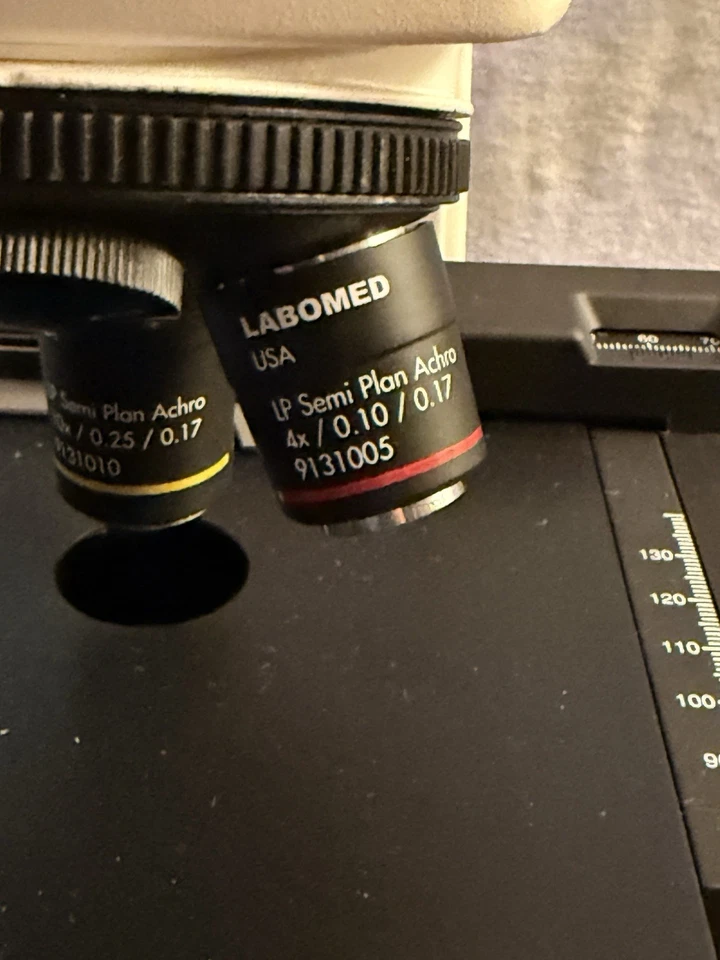 LABOMED
USA
LP Semi Plan Achro
4x / 0.10 / 0.17
9131005
Semi Plan Achro
/ 0.25 / 0.17
9131010
60
130
120
110
100